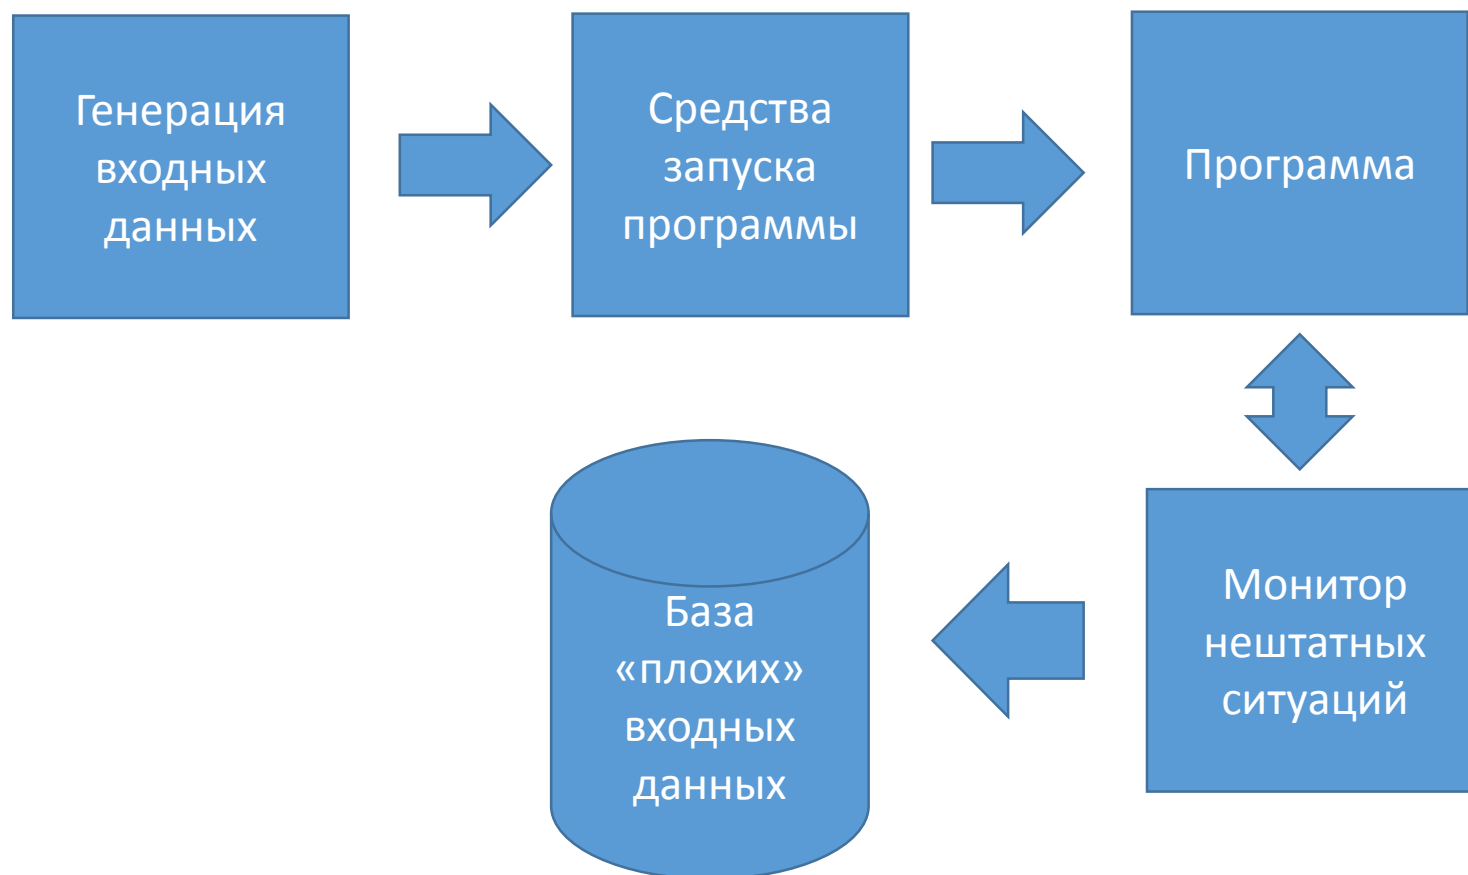 Генерация
входных
данных
Средства
запуска
программы
Программа
База
«плохих»
входных
данных
Монитор
нештатных
ситуаций